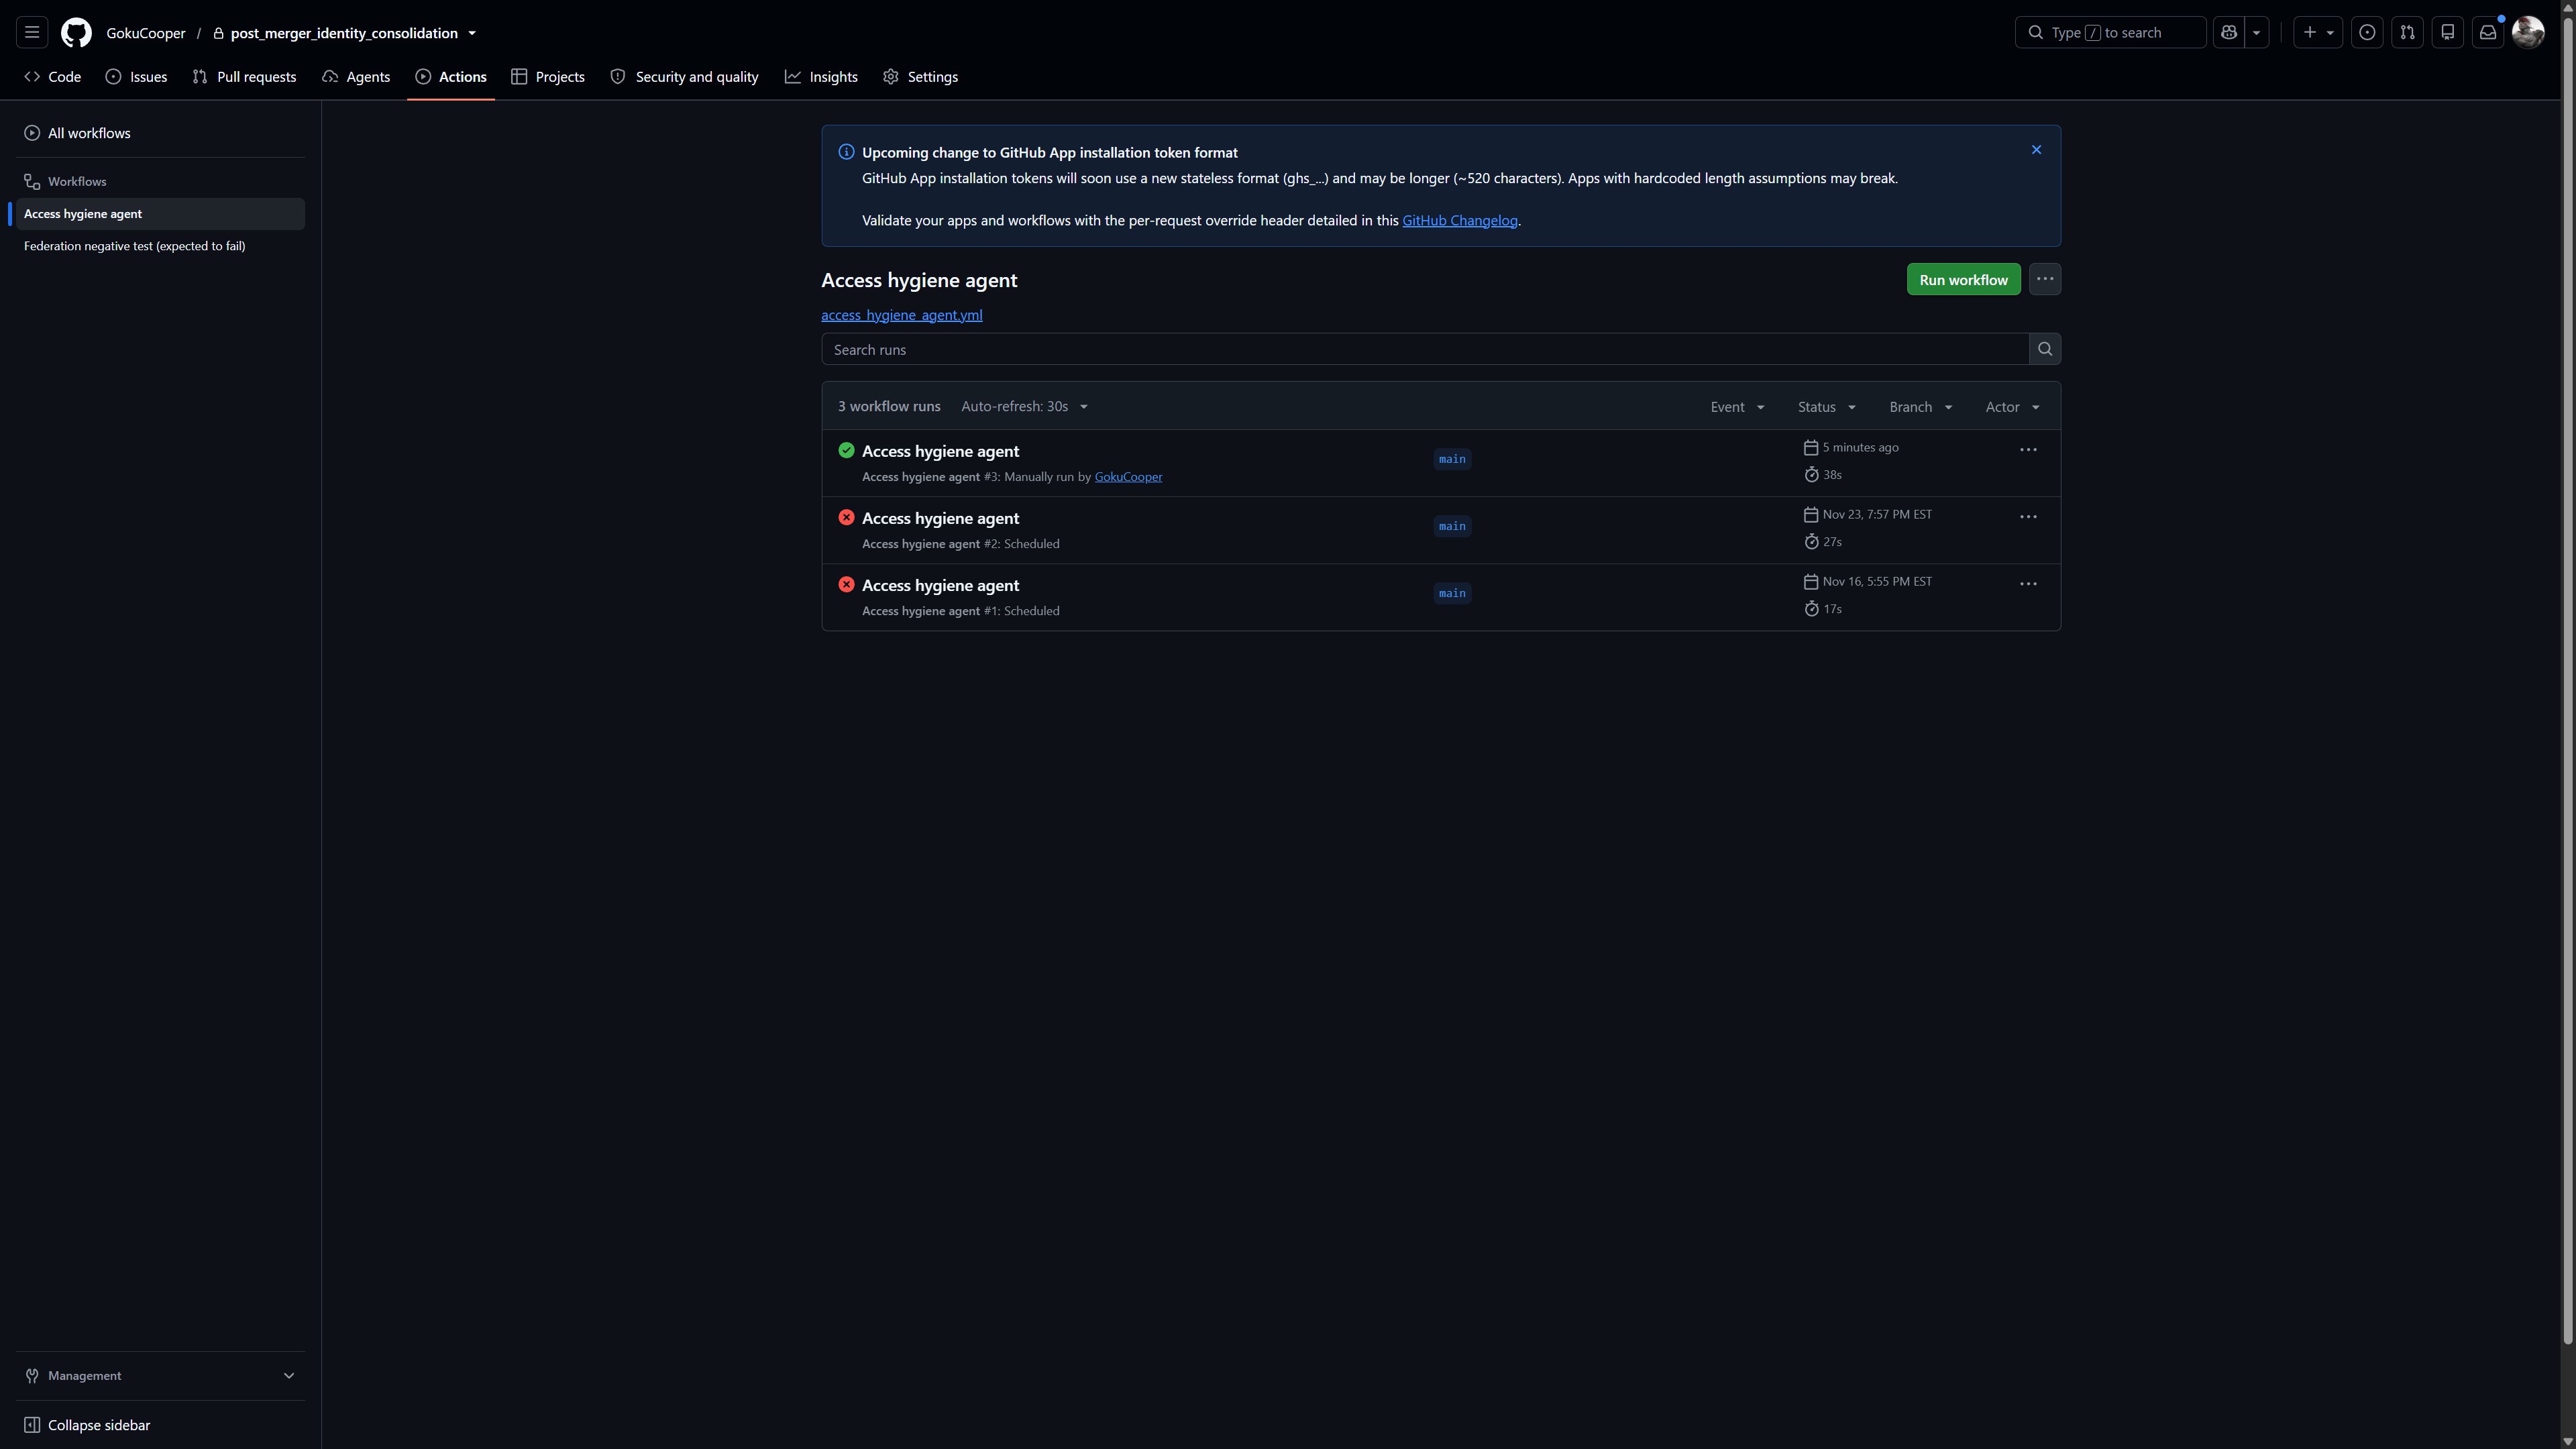 GokuCooper / post_merger_identity_consolidation
Type / to search
Code
Issues
Pull requests
Agents
Actions
Projects
Security and quality
Insights
Settings
All workflows
Workflows
Access hygiene agent
Federation negative test (expected to fail)
Management
Collapse sidebar
Upcoming change to GitHub App installation token format
GitHub App installation tokens will soon use a new stateless format (ghs_...) and may be longer (~520 characters). Apps with hardcoded length assumptions may break.
Validate your apps and workflows with the per-request override header detailed in this GitHub Changelog.
Access hygiene agent
Run workflow
access_hygiene_agent.yml
Search runs
3 workflow runs
Auto-refresh: 30s
Event
Status
Branch
Actor
Access hygiene agent
Access hygiene agent #3: Manually run by GokuCooper
main
5 minutes ago
38s
Access hygiene agent
Access hygiene agent #2: Scheduled
main
Nov 23, 7:57 PM EST
27s
Access hygiene agent
Access hygiene agent #1: Scheduled
main
Nov 16, 5:55 PM EST
17s